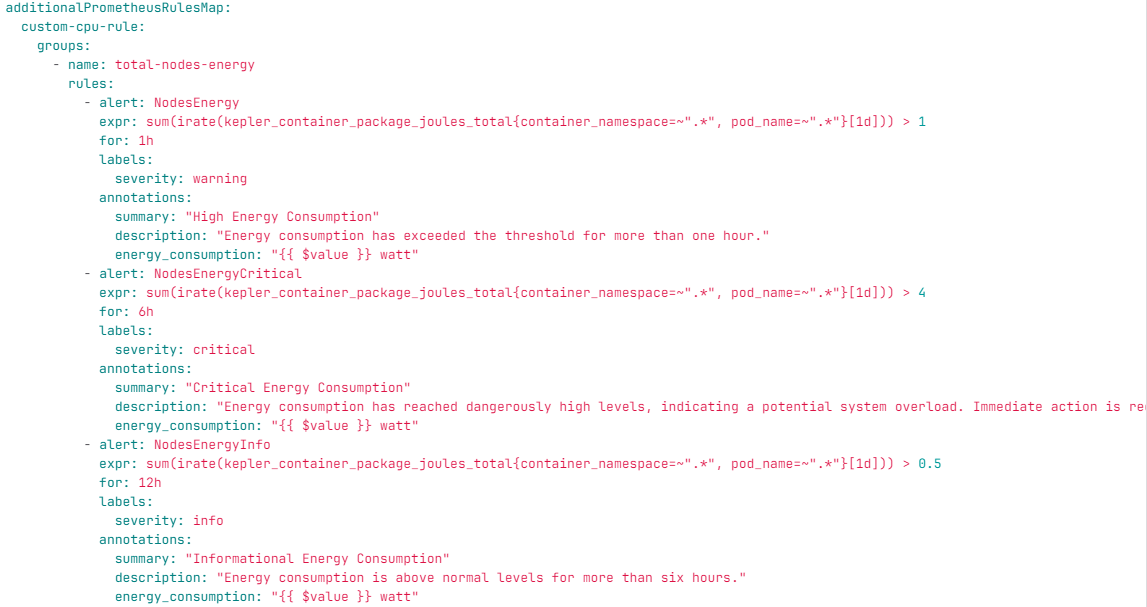 additionalPrometheusRulesMap:
  custom-cpu-rule:
    groups:
      - name: total-nodes-energy
        rules:
          - alert: NodesEnergy
            expr: sum(irate(kepler_container_package_joules_total{container_namespace=~".*", pod_name=~".*"}[1d])) > 1
            for: 1h
            labels:
              severity: warning
            annotations:
              summary: "High Energy Consumption"
              description: "Energy consumption has exceeded the threshold for more than one hour."
              energy_consumption: "{{ $value }} watt"
          - alert: NodesEnergyCritical
            expr: sum(irate(kepler_container_package_joules_total{container_namespace=~".*", pod_name=~".*"}[1d])) > 4
            for: 6h
            labels:
              severity: critical
            annotations:
              summary: "Critical Energy Consumption"
              description: "Energy consumption has reached dangerously high levels, indicating a potential system overload. Immediate action is
              energy_consumption: "{{ $value }} watt"
          - alert: NodesEnergyInfo
            expr: sum(irate(kepler_container_package_joules_total{container_namespace=~".*", pod_name=~".*"}[1d])) > 0.5
            for: 12h
            labels:
              severity: info
            annotations:
              summary: "Informational Energy Consumption"
              description: "Energy consumption is above normal levels for more than six hours."
              energy_consumption: "{{ $value }} watt"